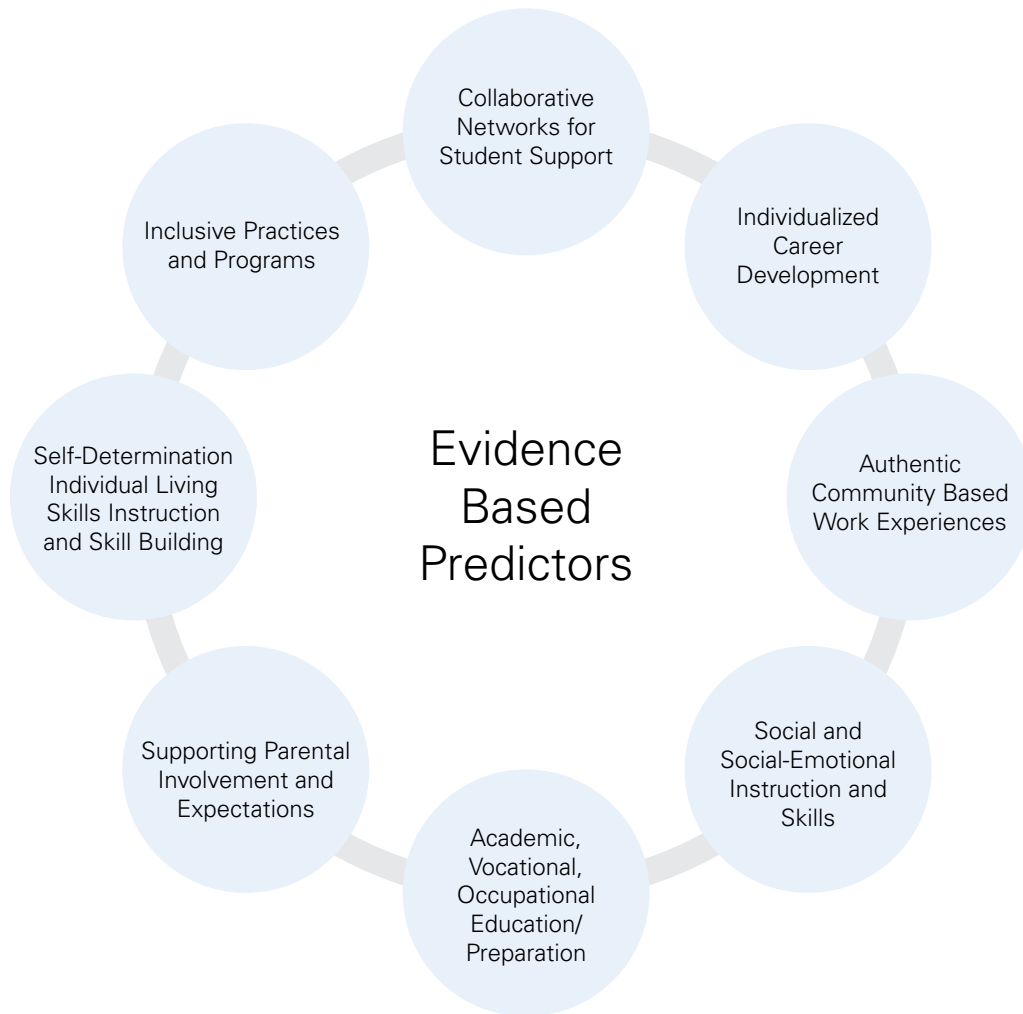 Collaborative
Networks for
Student Support
Individualized
Career
Development
Authentic
Community Based
Work Experiences
Social and
Social-Emotional
Instruction and
Skills
Academic,
Vocational,
Occupational
Education/
Preparation
Supporting Parental
Involvement and
Expectations
Self-Determination
Individual Living
Skills Instruction
and Skill Building
Inclusive Practices
and Programs
Evidence
Based
Predictors